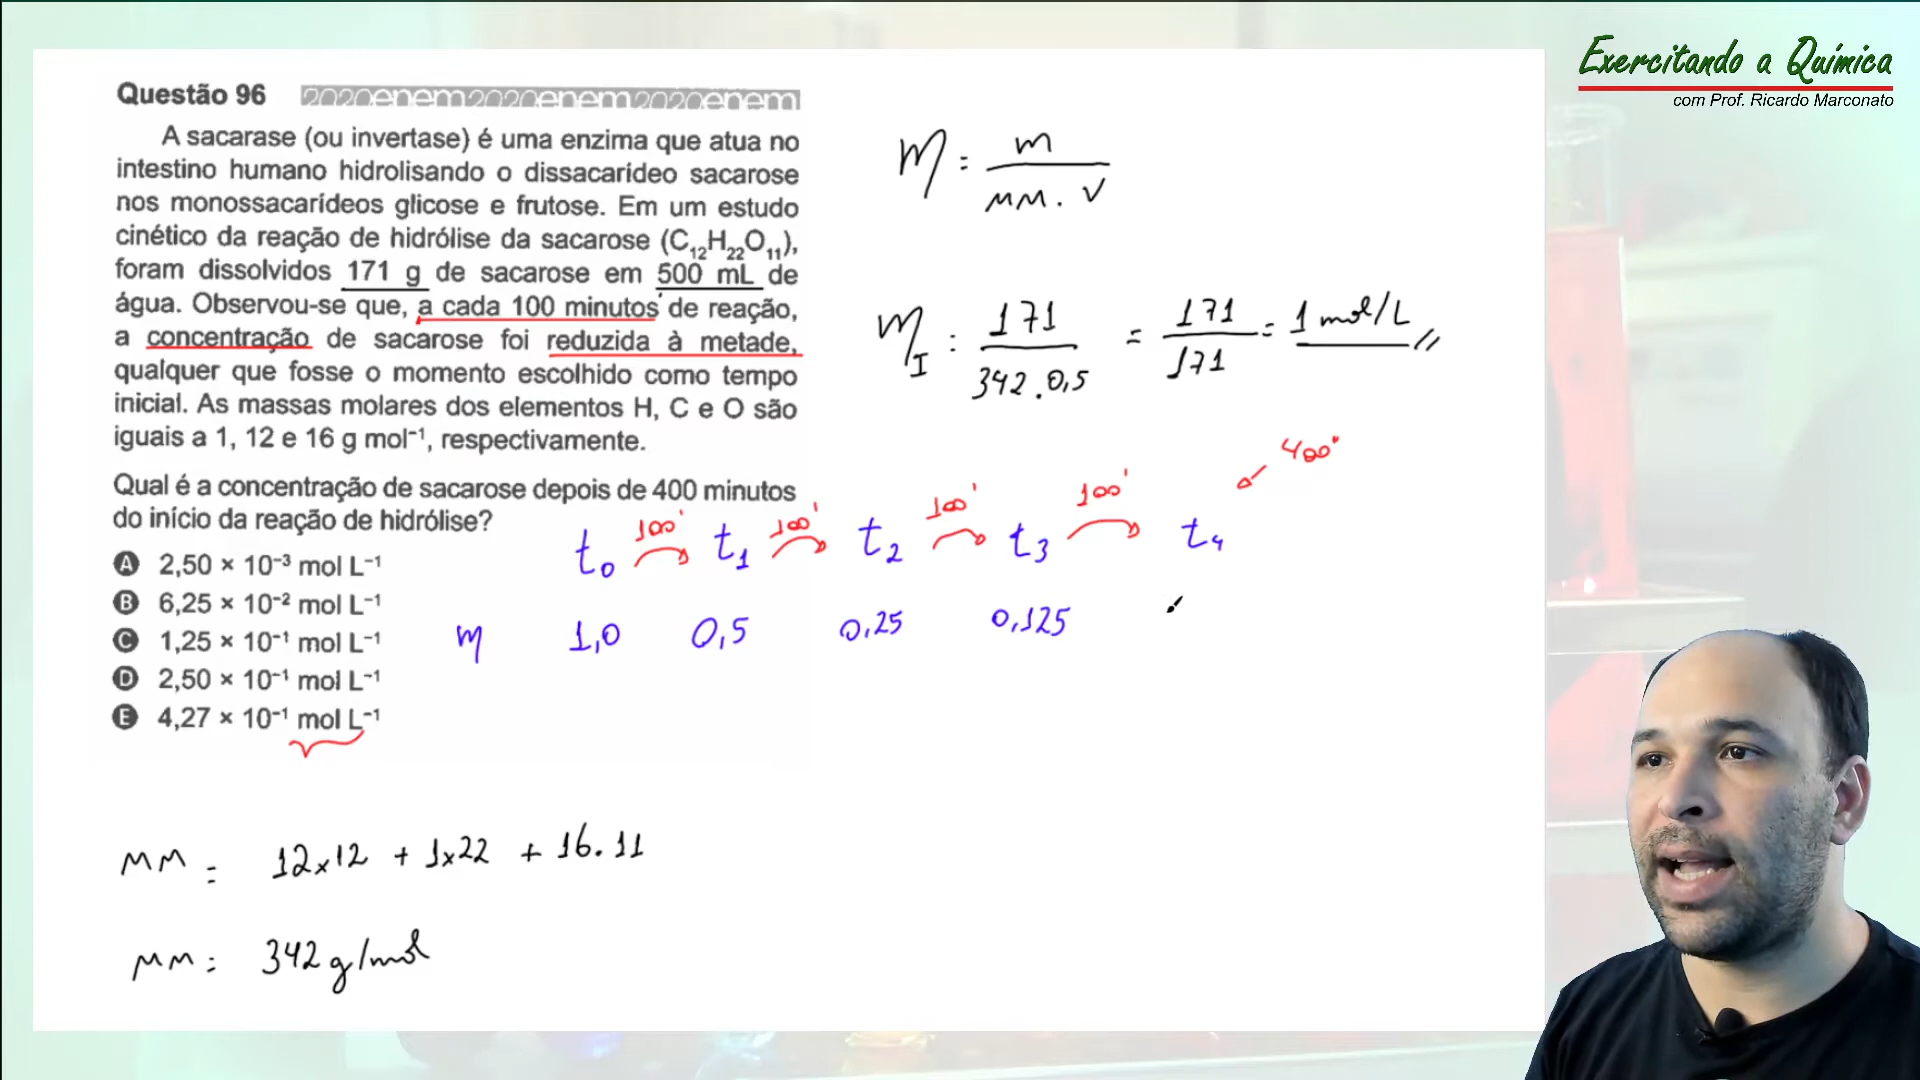 Exercitando a Química
com Prof. Ricardo Marconato
Questão 96 2020enem2020enem2020enem
A sacarase (ou invertase) é uma enzima que atua no
intestino humano hidrolisando o dissacarídeo sacarose
nos monossacarídeos glicose e frutose. Em um estudo
cinético da reação de hidrólise da sacarose (C₁₂H₂₂O₁₁),
foram dissolvidos 171 g de sacarose em 500 mL de
água. Observou-se que, a cada 100 minutos de reação,
a concentração de sacarose foi reduzida à metade,
qualquer que fosse o momento escolhido como tempo
inicial. As massas molares dos elementos H, C e O são
iguais a 1, 12 e 16 g mol⁻¹, respectivamente.
Qual é a concentração de sacarose depois de 400 minutos
do início da reação de hidrólise?
A 2,50 × 10⁻³ mol L⁻¹
B 6,25 × 10⁻² mol L⁻¹
C 1,25 × 10⁻¹ mol L⁻¹
D 2,50 × 10⁻¹ mol L⁻¹
E 4,27 × 10⁻¹ mol L⁻¹
MM = 12x12 + 1x22 + 16.11
MM = 342 g/mol
M = m / MM . V
M_I = 171 / 342.0,5 = 171 / 171 = 1 mol/L //
400'
100' 100' 100' 100'
t₀ t₁ t₂ t₃ t₄
M 1,0 0,5 0,25 0,125